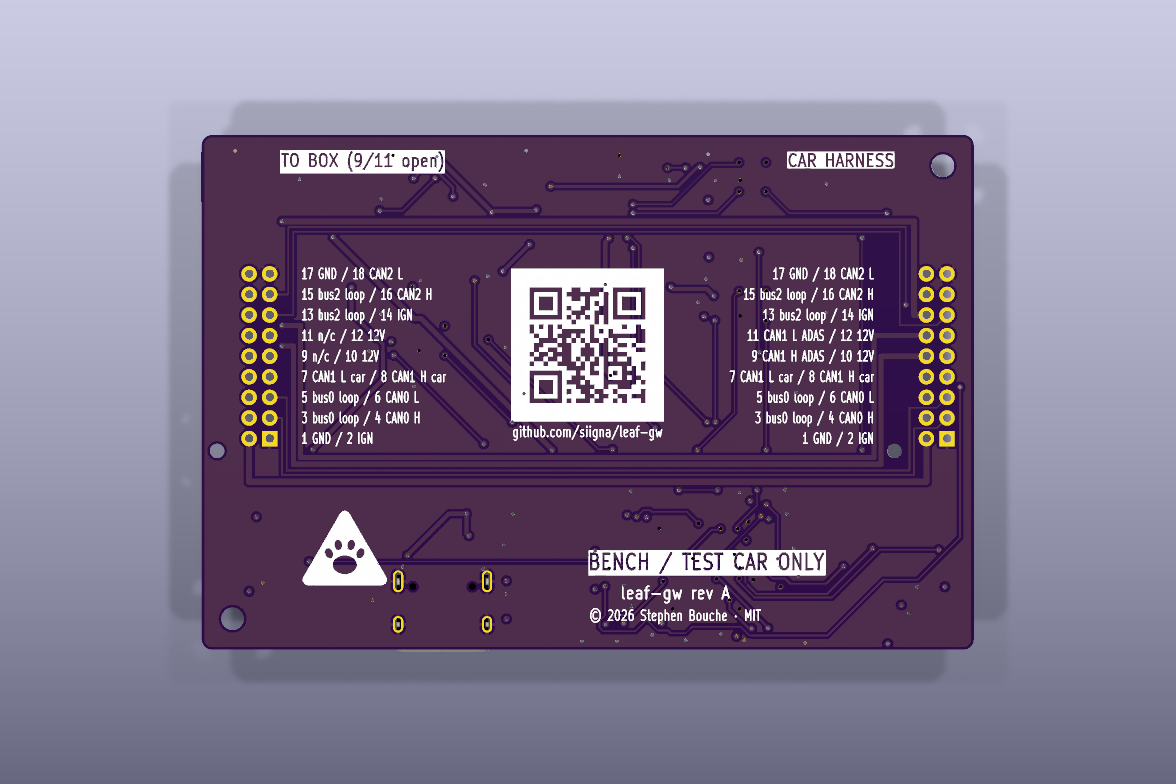 TO BOX (9/11 open)
CAR HARNESS
17 GND / 18 CAN2 L
15 bus2 loop / 16 CAN2 H
13 bus2 loop / 14 IGN
11 n/c / 12 12V
9 n/c / 10 12V
7 CAN1 L car / 8 CAN1 H car
5 bus0 loop / 6 CAN0 L
3 bus0 loop / 4 CAN0 H
1 GND / 2 IGN
17 GND / 18 CAN2 L
15 bus2 loop / 16 CAN2 H
13 bus2 loop / 14 IGN
11 CAN1 L ADAS / 12 12V
9 CAN1 H ADAS / 10 12V
7 CAN1 L car / 8 CAN1 H car
5 bus0 loop / 6 CAN0 L
3 bus0 loop / 4 CAN0 H
1 GND / 2 IGN
github.com/siigna/leaf-gw
BENCH / TEST CAR ONLY
leaf-gw rev A
© 2026 Stephen Bouche · MIT